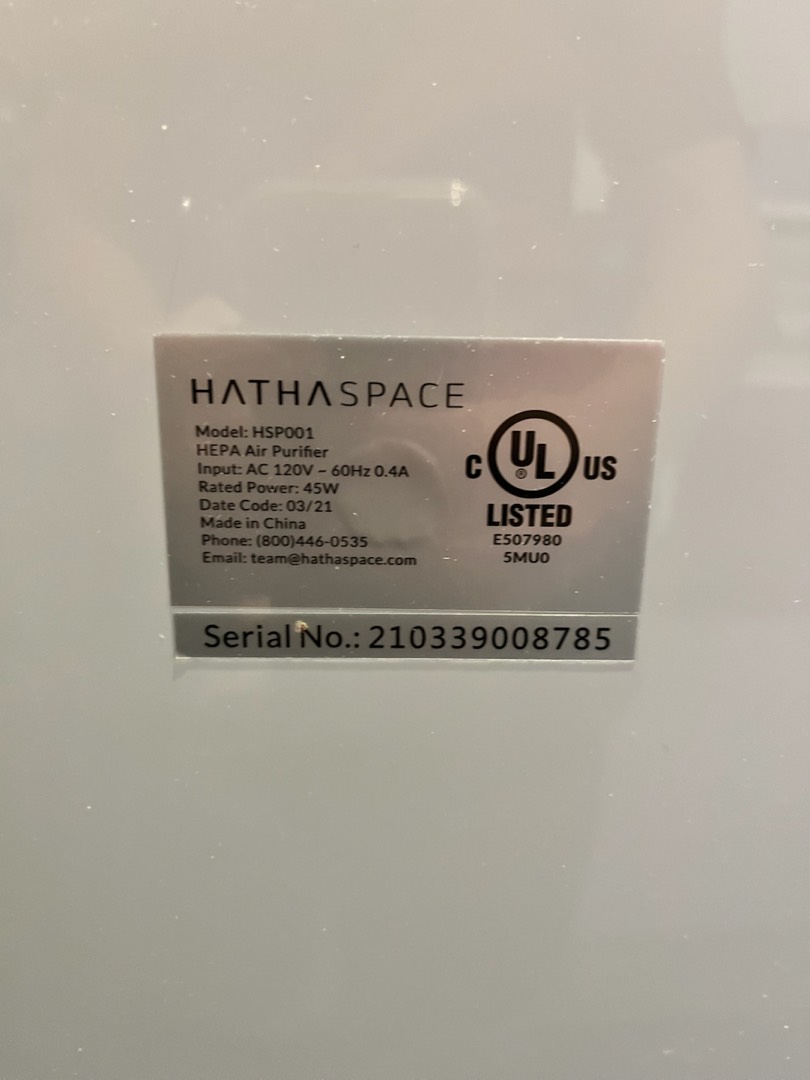 HATHASPACE
Model: HSP001
HEPA Air Purifier
Input: AC 120V ~ 60Hz 0.4A
Rated Power: 45W
Date Code: 03/21
Made in China
Phone: (800)446-0535
Email: team@hathaspace.com
C UL® US
LISTED
E507980
5MU0
Serial No.: 210339008785